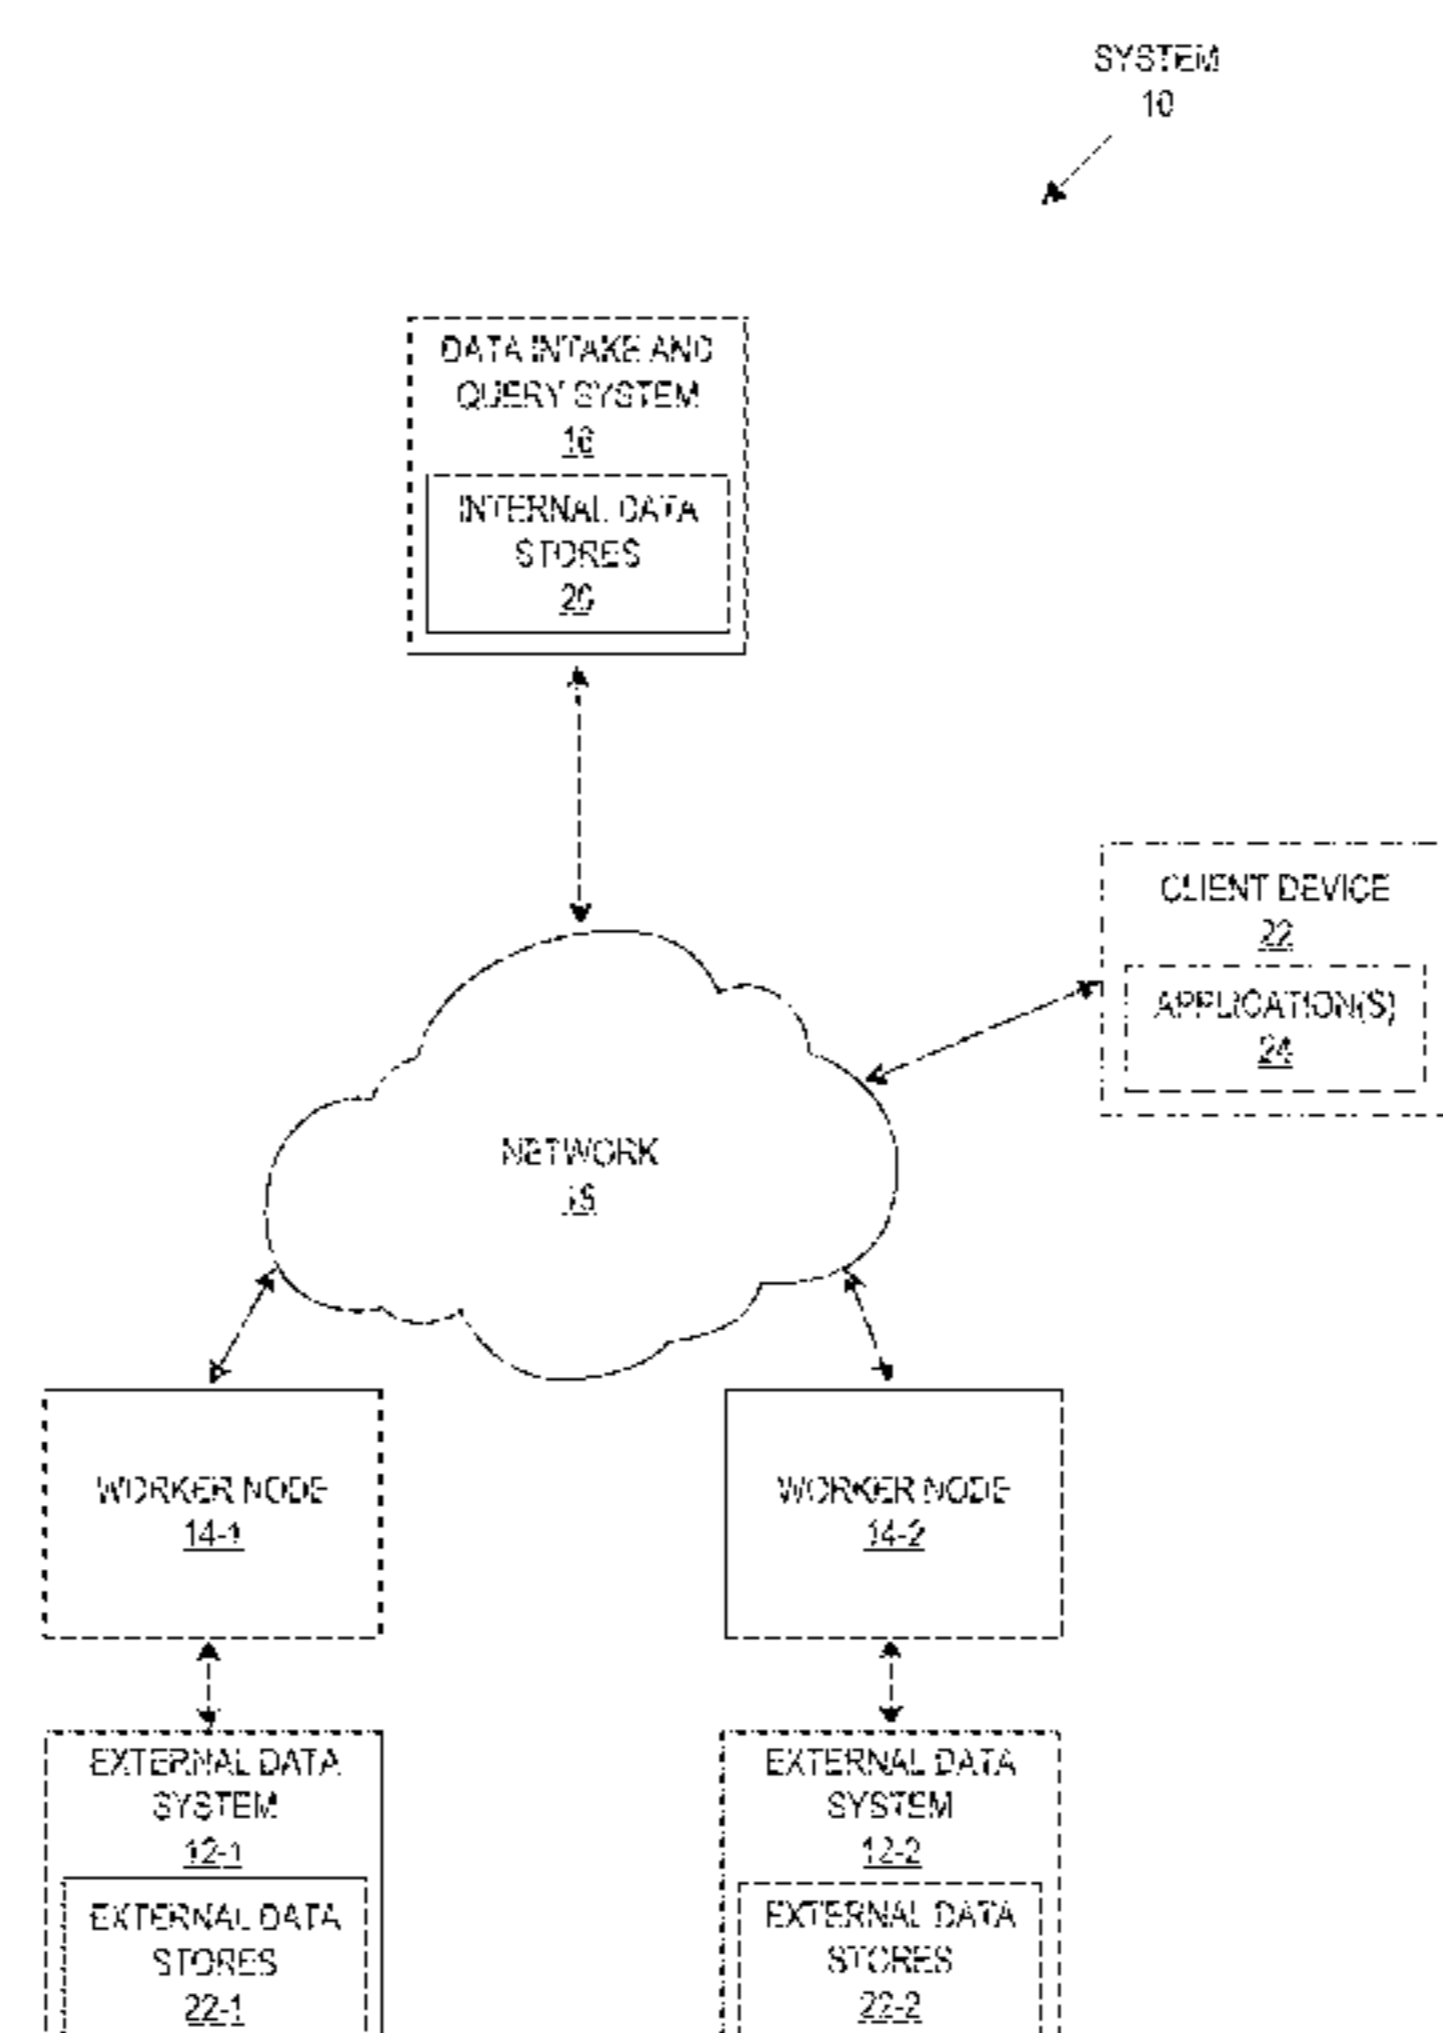 SYSTEM
10
DATA INTAKE AND
QUERY SYSTEM
16
INTERNAL DATA
STORES
20
CLIENT DEVICE
22
APPLICATION(S)
24
NETWORK
WORKER NODE
14-1
WORKER NODE
14-2
EXTERNAL DATA
SYSTEM
12-1
EXTERNAL DATA
STORES
22-1
EXTERNAL DATA
SYSTEM
12-2
EXTERNAL DATA
STORES
22-2